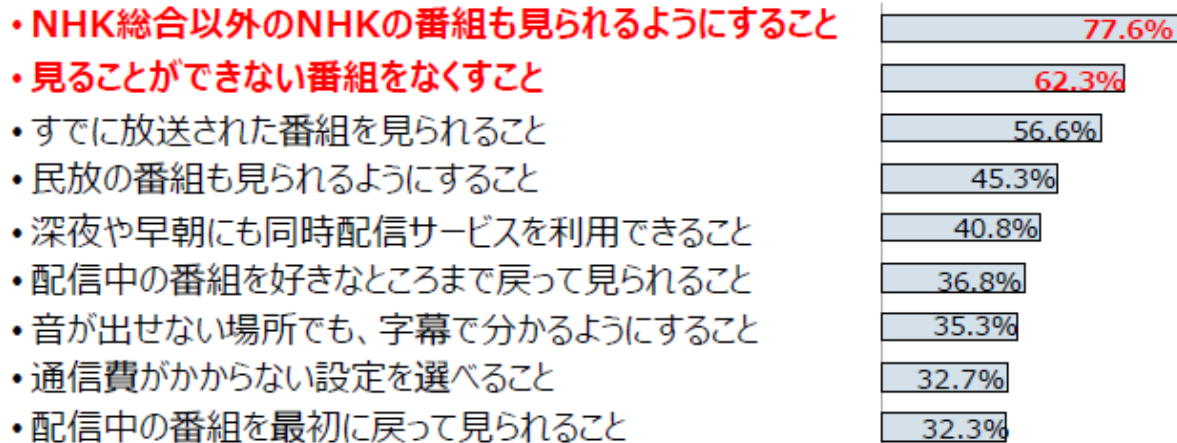 • NHK総合以外のNHKの番組も見られるようにすること 77.6%
• 見ることができない番組をなくすこと 62.3%
• すでに放送された番組を見られること 56.6%
• 民放の番組も見られるようにすること 45.3%
• 深夜や早朝にも同時配信サービスを利用できること 40.8%
• 配信中の番組を好きなところまで戻って見られること 36.8%
• 音が出せない場所でも、字幕で分かるようにすること 35.3%
• 通信費がかからない設定を選べること 32.7%
• 配信中の番組を最初に戻って見られること 32.3%